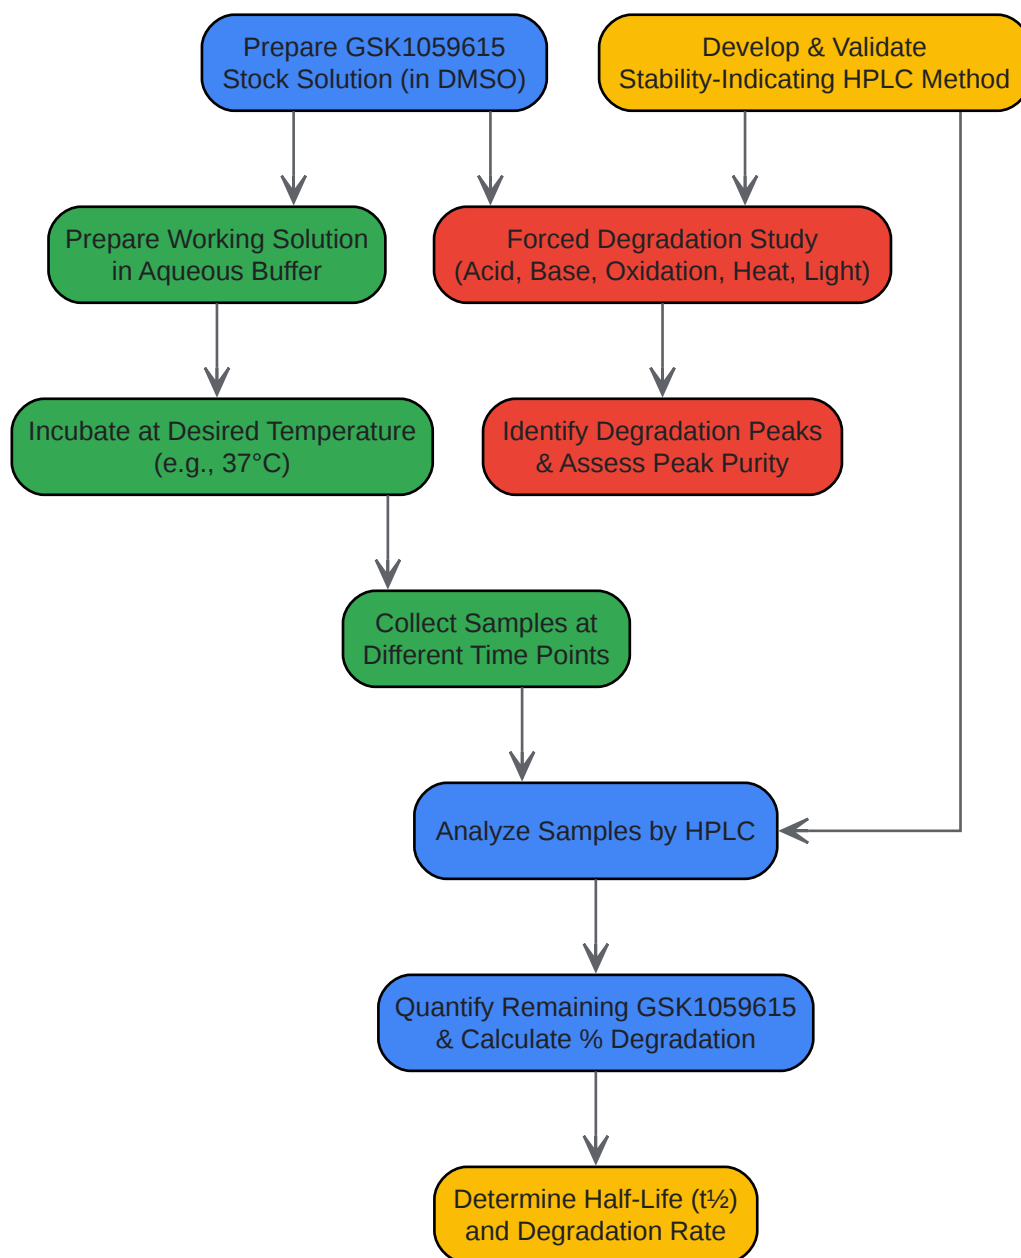 Prepare GSK1059615
Stock Solution (in DMSO)
Develop & Validate
Stability-Indicating HPLC Method
Prepare Working Solution
in Aqueous Buffer
Forced Degradation Study
(Acid, Base, Oxidation, Heat, Light)
Incubate at Desired Temperature
(e.g., 37°C)
Identify Degradation Peaks
& Assess Peak Purity
Collect Samples at
Different Time Points
Analyze Samples by HPLC
Quantify Remaining GSK1059615
& Calculate % Degradation
Determine Half-Life (t½)
and Degradation Rate